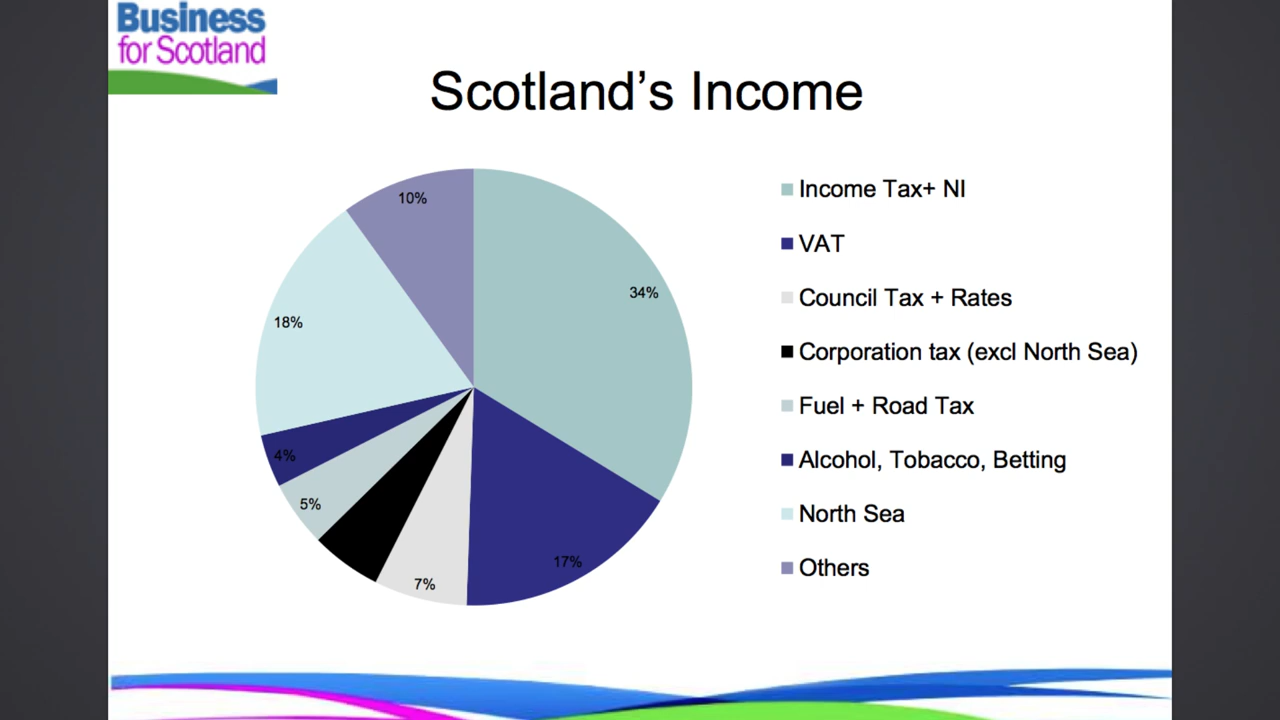 Business
for Scotland
Scotland's Income
10%
34%
18%
4%
5%
7%
17%
Income Tax+ NI
VAT
Council Tax + Rates
Corporation tax (excl North Sea)
Fuel + Road Tax
Alcohol, Tobacco, Betting
North Sea
Others